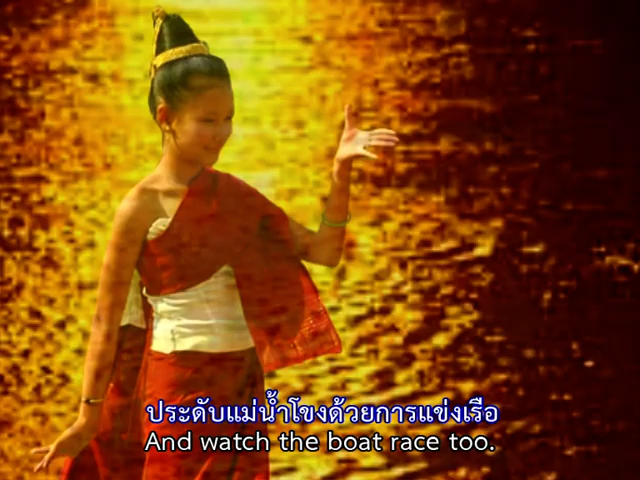 ประดับแม่น้ำโขงด้วยการแข่งเรือ
And watch the boat race too.